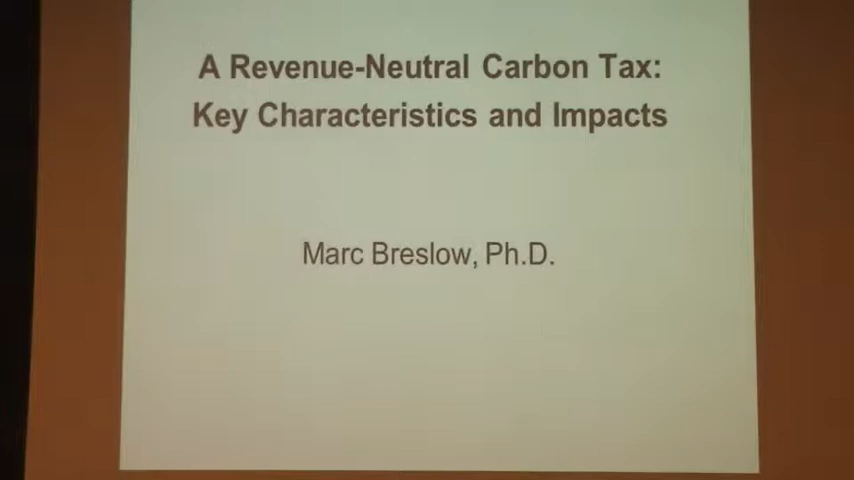 A Revenue-Neutral Carbon Tax:
Key Characteristics and Impacts
Marc Breslow, Ph.D.